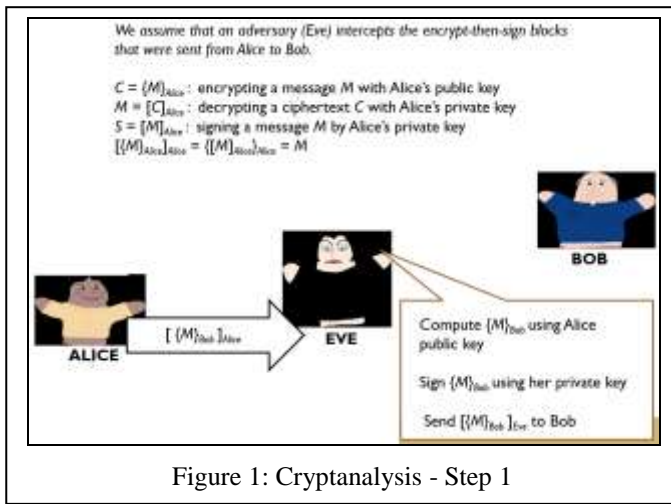 We assume that an adversary (Eve) intercepts the encrypt-then-sign blocks
that were sent from Alice to Bob.
C = {M}Alice : encrypting a message M with Alice's public key
M = [C]Alice : decrypting a ciphertext C with Alice's private key
S = [M]Alice : signing a message M by Alice's private key
[{M}Alice]Alice = {[M]Alice}Alice = M
BOB
[ {M}Bob ]Alice
ALICE
EVE
Compute {M}Bob using Alice
public key
Sign {M}Bob using her private key
Send [{M}Bob ]Eve to Bob
Figure 1: Cryptanalysis - Step 1